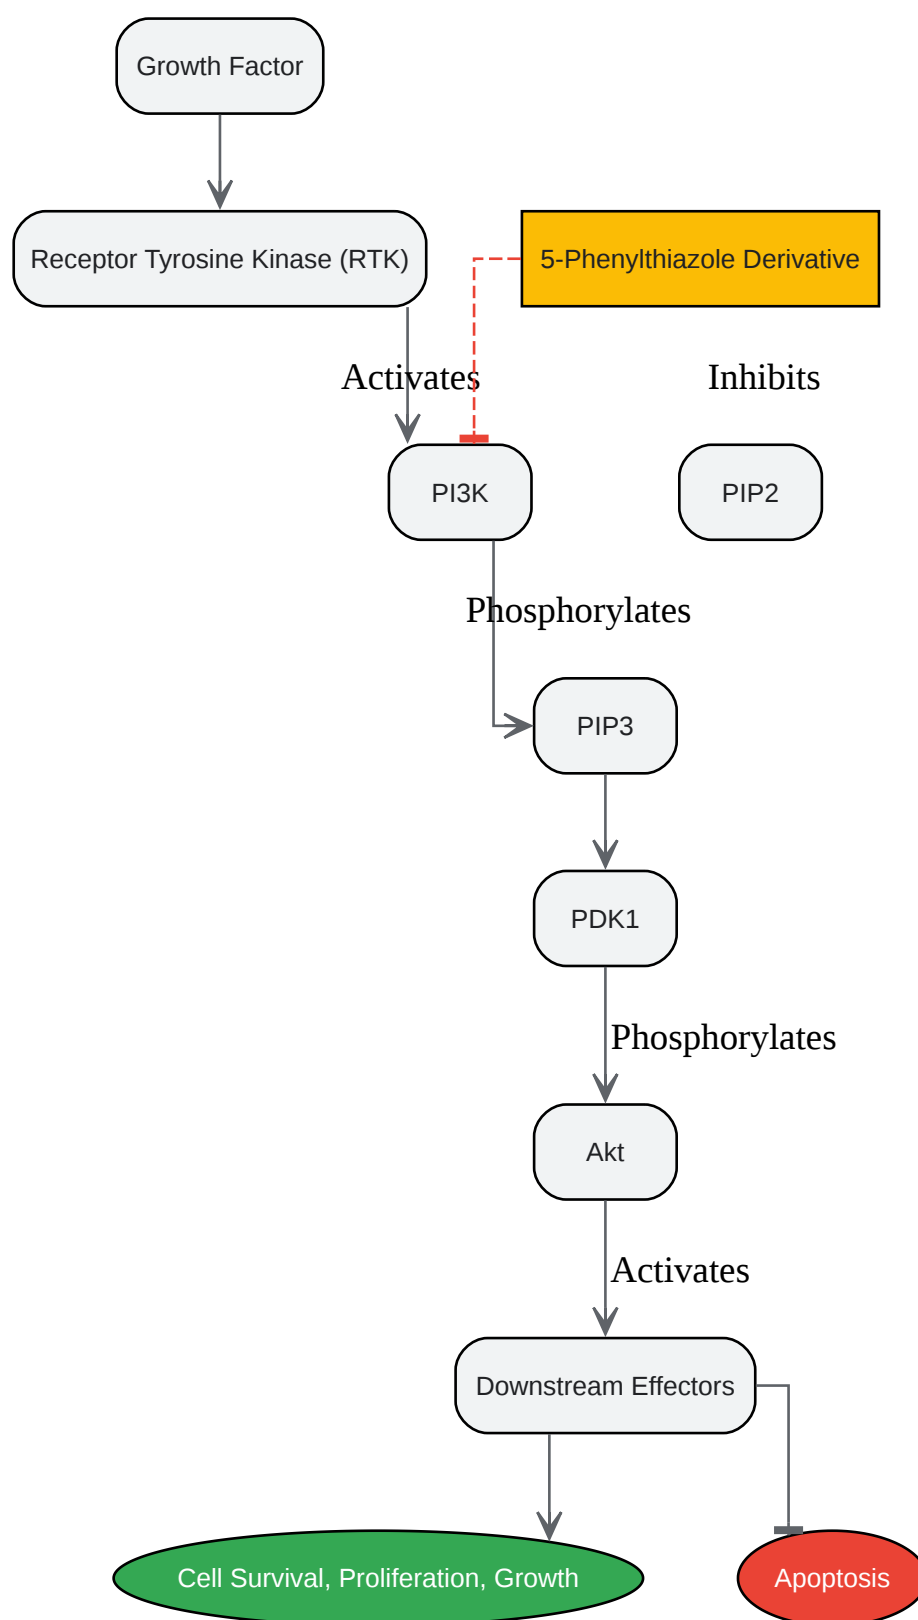 Growth Factor
Receptor Tyrosine Kinase (RTK)
5-Phenylthiazole Derivative
Activates
Inhibits
PI3K
PIP2
Phosphorylates
PIP3
PDK1
Phosphorylates
Akt
Activates
Downstream Effectors
Cell Survival, Proliferation, Growth
Apoptosis